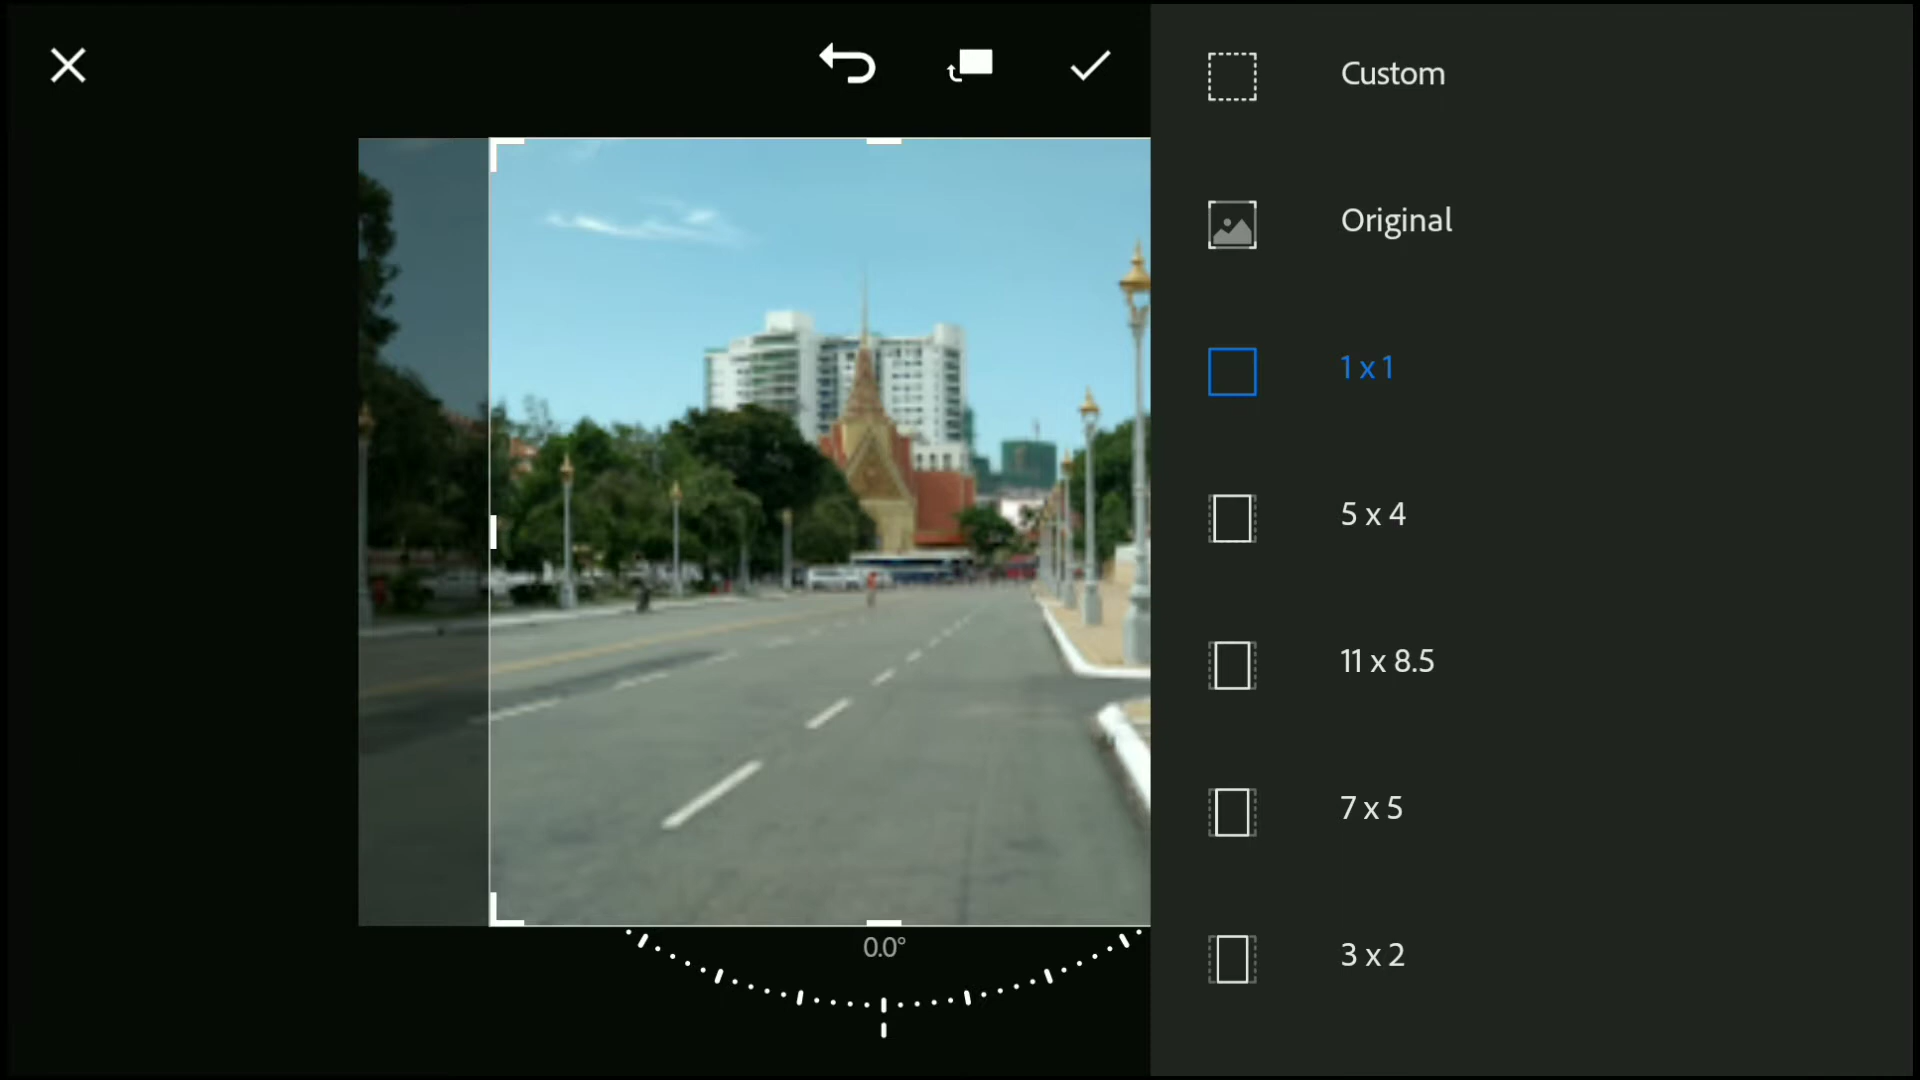 Custom
Original
1 x 1
5 x 4
11 x 8.5
7 x 5
3 x 2
0.0°